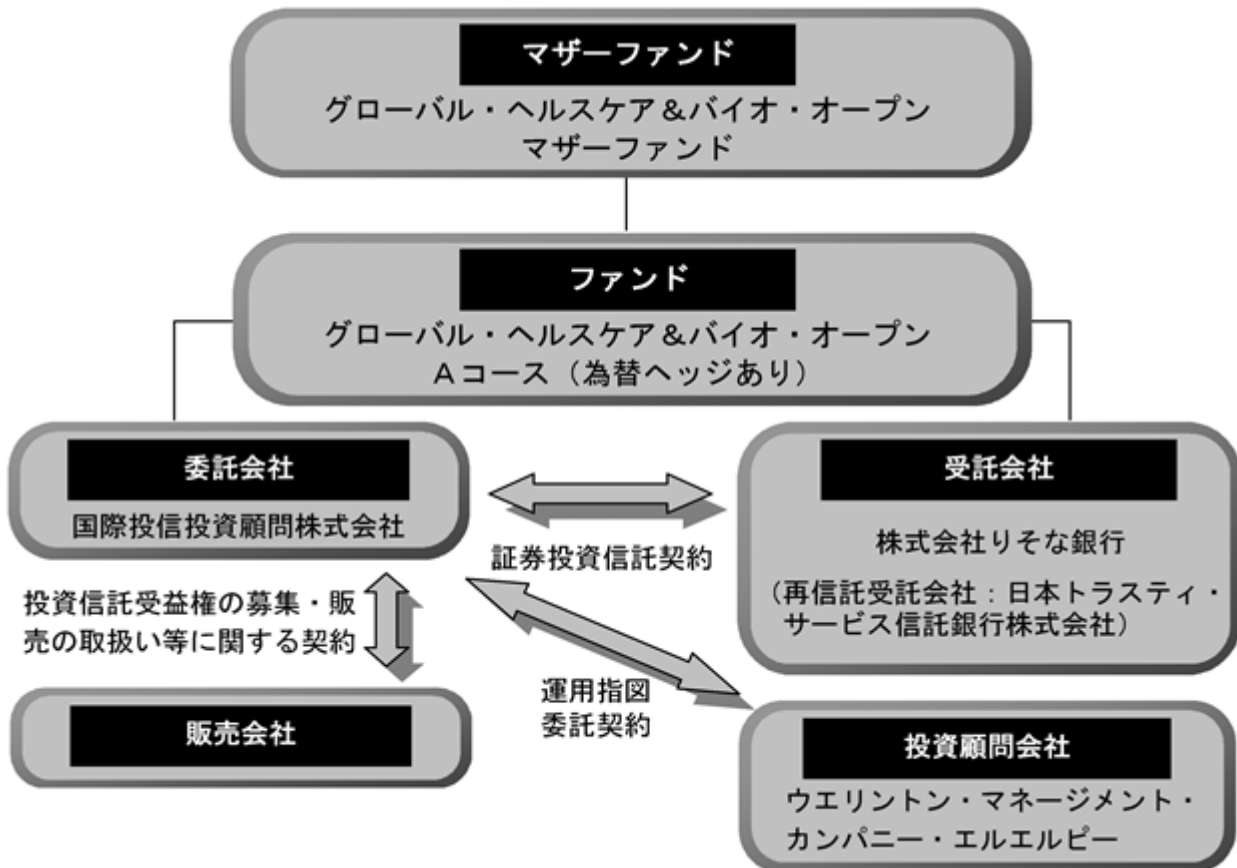 マザーファンド
グローバル・ヘルスケア＆バイオ・オープン
マザーファンド
ファンド
グローバル・ヘルスケア＆バイオ・オープン
Ａコース（為替ヘッジあり）
委託会社
国際投信投資顧問株式会社
証券投資信託契約
受託会社
株式会社りそな銀行
（再信託受託会社：日本トラスティ・
サービス信託銀行株式会社）
投資信託受益権の募集・販
売の取扱い等に関する契約
運用指図
委託契約
販売会社
投資顧問会社
ウエリントン・マネージメント・
カンパニー・エルエルピー